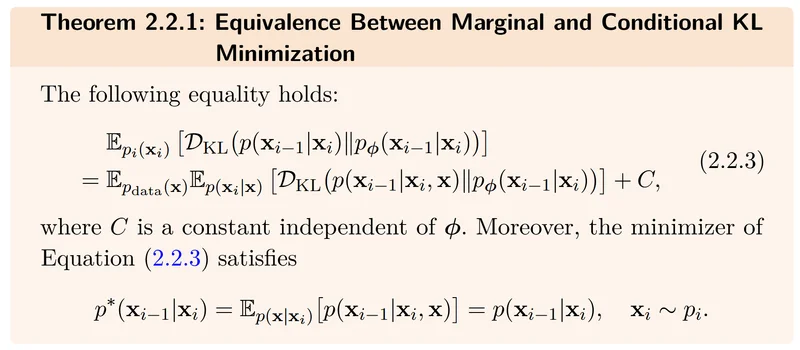 Theorem 2.2.1: Equivalence Between Marginal and Conditional KL
Minimization
The following equality holds:
𝔼_{p_i(𝐱_i)} [𝒟_KL(p(𝐱_{i−1}|𝐱_i)‖p_ϕ(𝐱_{i−1}|𝐱_i))]
= 𝔼_{p_data(𝐱)}𝔼_{p(𝐱_i|𝐱)} [𝒟_KL(p(𝐱_{i−1}|𝐱_i, 𝐱)‖p_ϕ(𝐱_{i−1}|𝐱_i))] + C, (2.2.3)
where C is a constant independent of ϕ. Moreover, the minimizer of
Equation (2.2.3) satisfies
p*(𝐱_{i−1}|𝐱_i) = 𝔼_{p(𝐱|𝐱_i)}[p(𝐱_{i−1}|𝐱_i, 𝐱)] = p(𝐱_{i−1}|𝐱_i), 𝐱_i ∼ p_i.